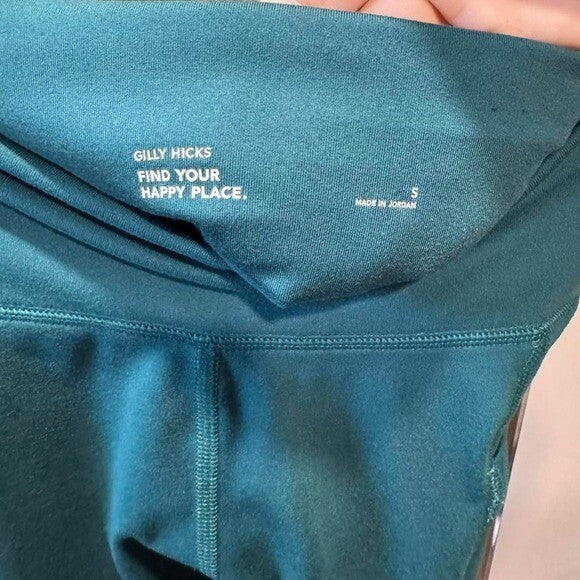 GILLY HICKS
FIND YOUR
HAPPY PLACE.
S
MADE IN JORDAN